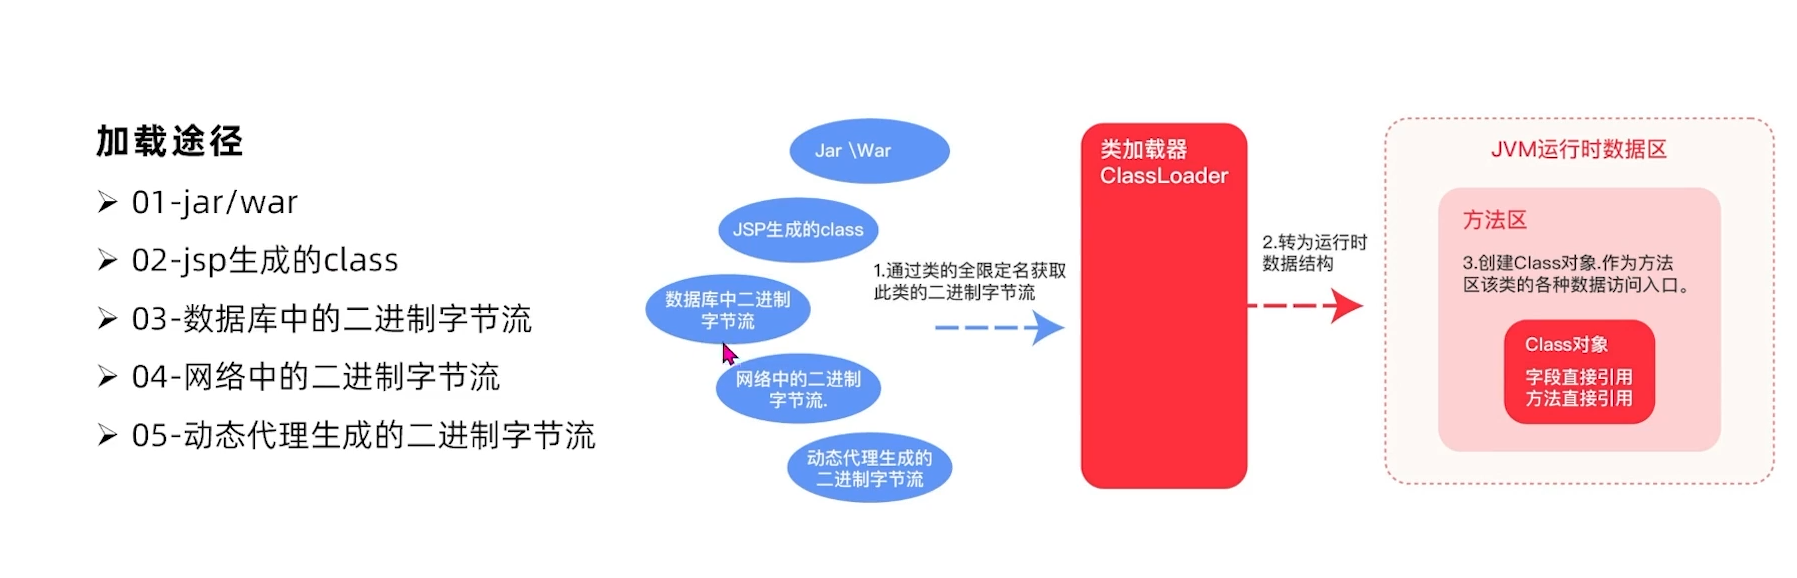 加载途径
01-jar/war
02-jsp生成的class
03-数据库中的二进制字节流
04-网络中的二进制字节流
05-动态代理生成的二进制字节流
Jar \War
JSP生成的class
数据库中二进制
字节流
网络中的二进制
字节流.
动态代理生成的
二进制字节流
1.通过类的全限定名获取
此类的二进制字节流
类加载器
ClassLoader
2.转为运行时
数据结构
JVM运行时数据区
方法区
3.创建Class对象.作为方法
区该类的各种数据访问入口。
Class对象
字段直接引用
方法直接引用